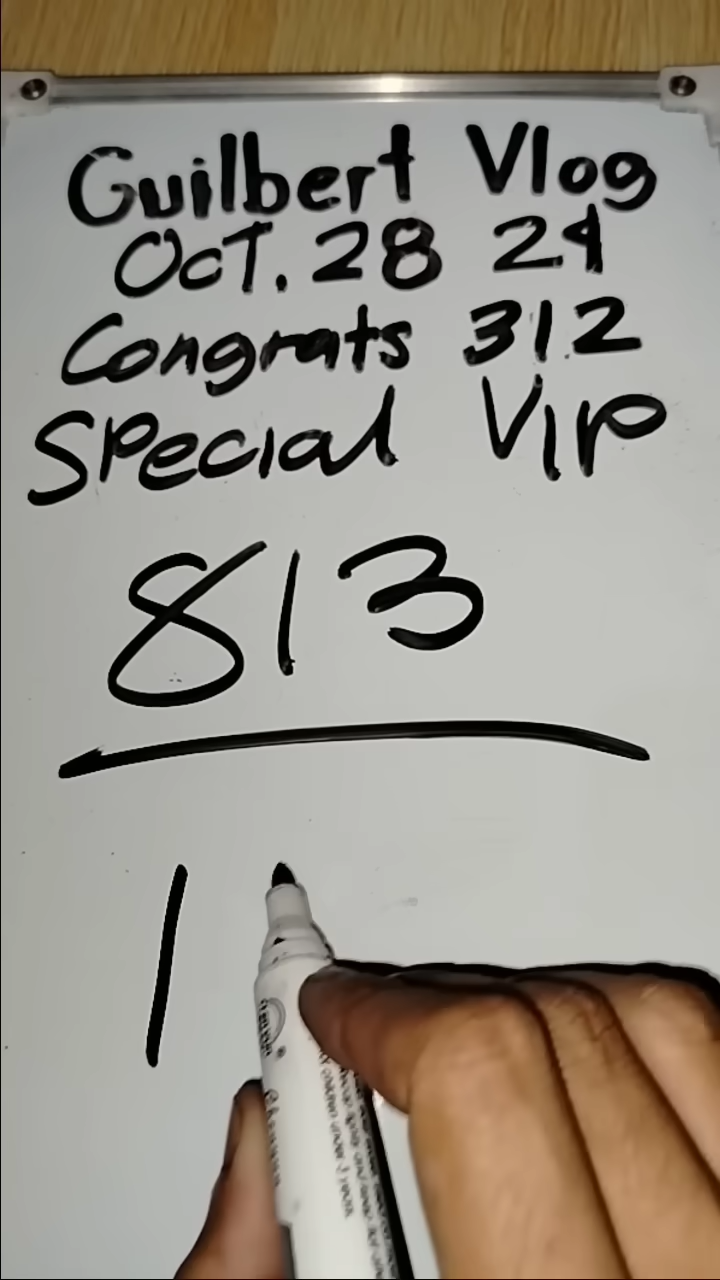 Guilbert Vlog
Oct. 28 24
Congrats 312
Special VIP
813
1